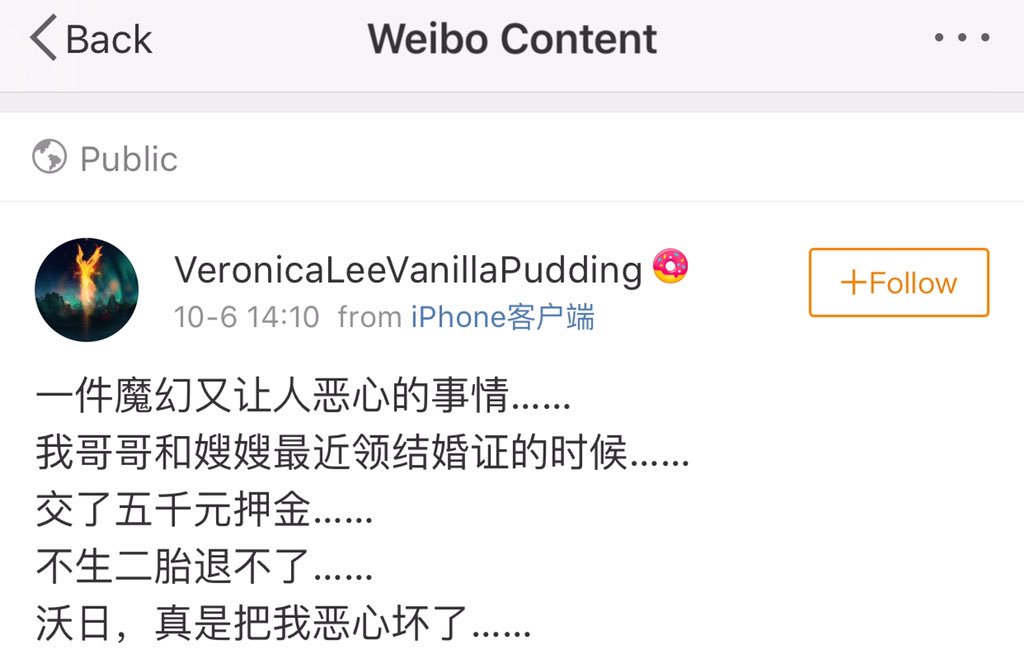 Back
Weibo Content
Public
VeronicaLeeVanillaPudding
+Follow
10-6 14:10 from iPhone客户端
一件魔幻又让人恶心的事情……
我哥哥和嫂嫂最近领结婚证的时候……
交了五千元押金……
不生二胎退不了……
沃日，真是把我恶心坏了……